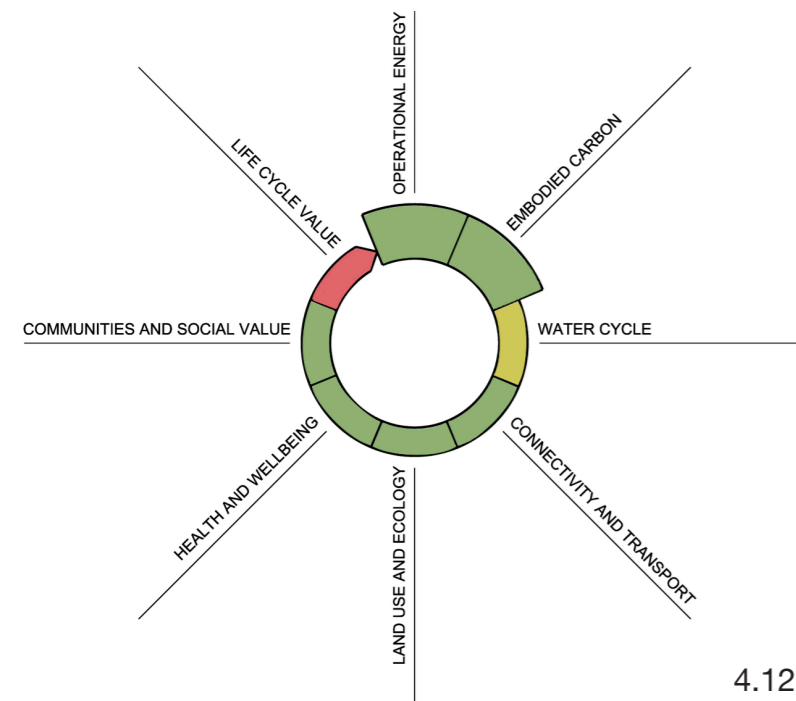 OPERATIONAL ENERGY
EMBODIED CARBON
LIFE CYCLE VALUE
COMMUNITIES AND SOCIAL VALUE
WATER CYCLE
HEALTH AND WELLBEING
CONNECTIVITY AND TRANSPORT
LAND USE AND ECOLOGY
4.12